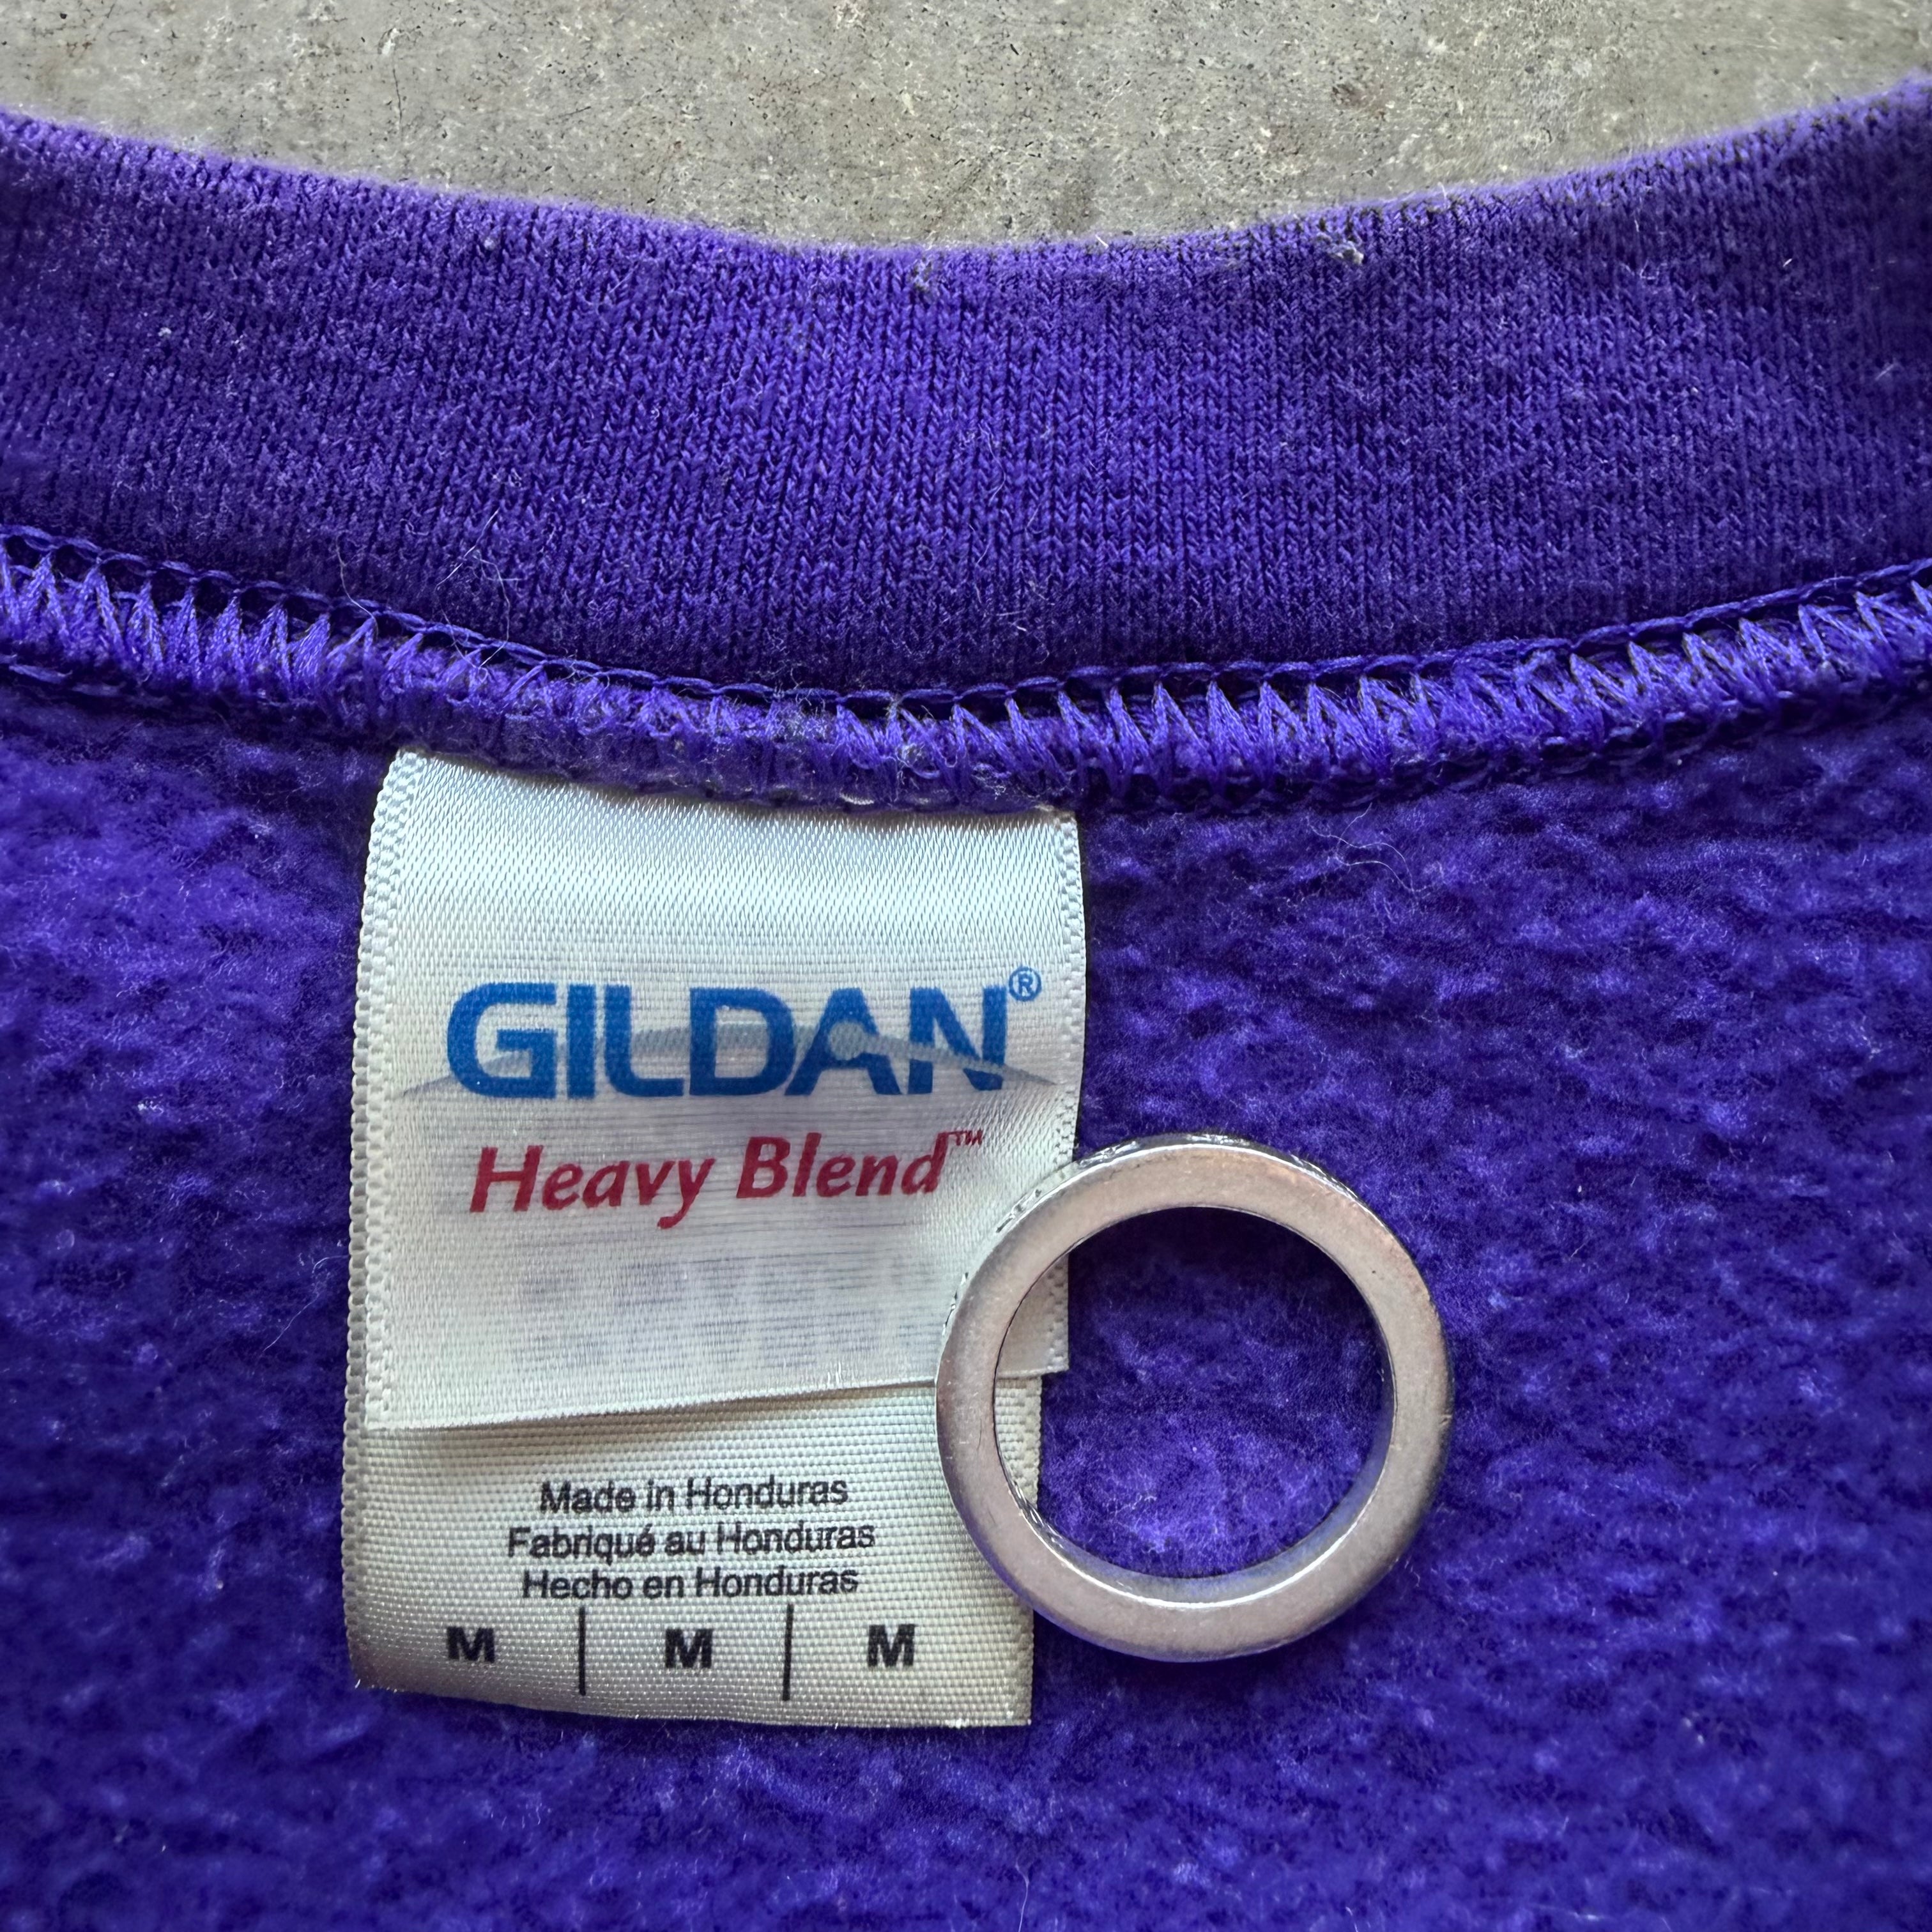 GILDAN®
Heavy Blend™
Made in Honduras
Fabriqué au Honduras
Hecho en Honduras
M | M | M